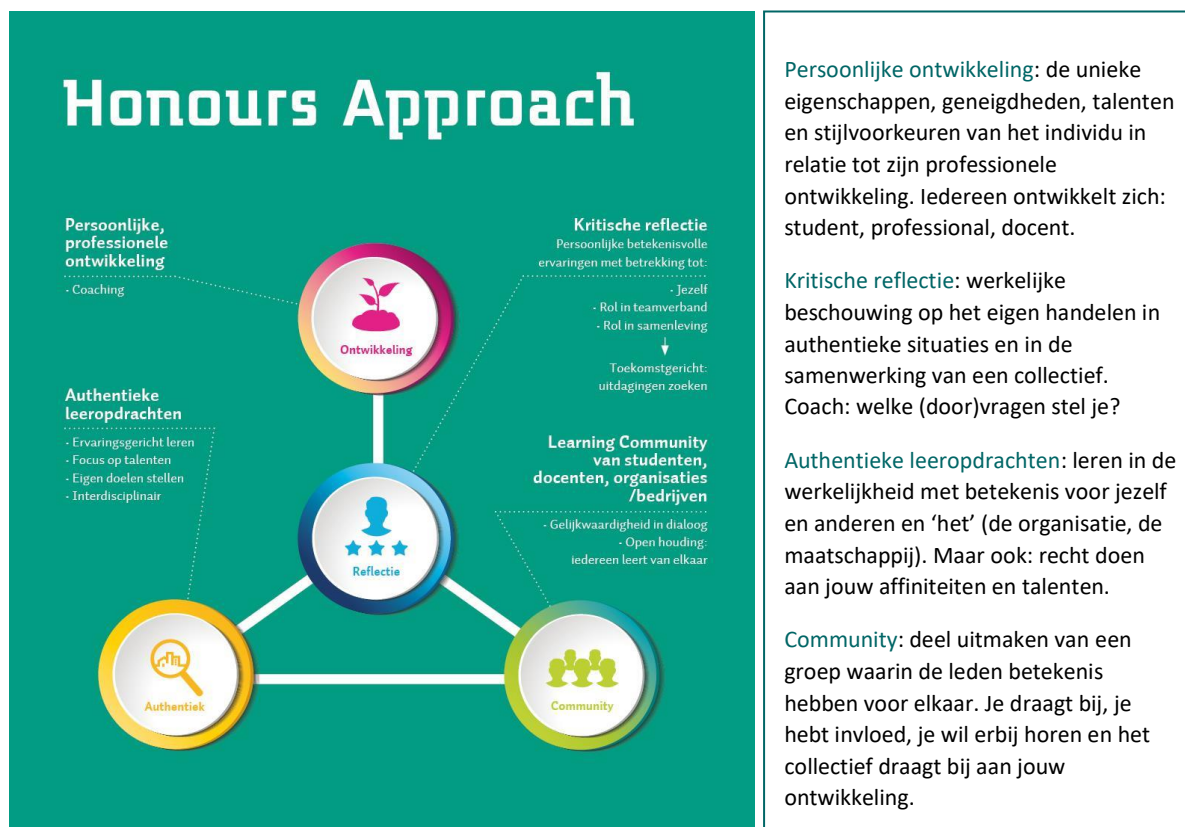 Honours Approach
Persoonlijke,
professionele
ontwikkeling
- Coaching
Kritische reflectie
Persoonlijke betekenisvolle
ervaringen met betrekking tot:
- Jezelf
- Rol in teamverband
- Rol in samenleving
Toekomstgericht:
uitdagingen zoeken
Ontwikkeling
Authentieke
leeropdrachten
- Ervaringsgericht leren
- Focus op talenten
- Eigen doelen stellen
- Interdisciplinair
Learning Community
van studenten,
docenten, organisaties
/bedrijven
- Gelijkwaardigheid in dialoog
- Open houding:
iedereen leert van elkaar
Reflectie
Authentiek
Community
Persoonlijke ontwikkeling: de unieke
eigenschappen, geneigdheden, talenten
en stijlvoorkeuren van het individu in
relatie tot zijn professionele
ontwikkeling. Iedereen ontwikkelt zich:
student, professional, docent.
Kritische reflectie: werkelijke
beschouwing op het eigen handelen in
authentieke situaties en in de
samenwerking van een collectief.
Coach: welke (door)vragen stel je?
Authentieke leeropdrachten: leren in de
werkelijkheid met betekenis voor jezelf
en anderen en ‘het’ (de organisatie, de
maatschappij). Maar ook: recht doen
aan jouw affiniteiten en talenten.
Community: deel uitmaken van een
groep waarin de leden betekenis
hebben voor elkaar. Je draagt bij, je
hebt invloed, je wil erbij horen en het
collectief draagt bij aan jouw
ontwikkeling.